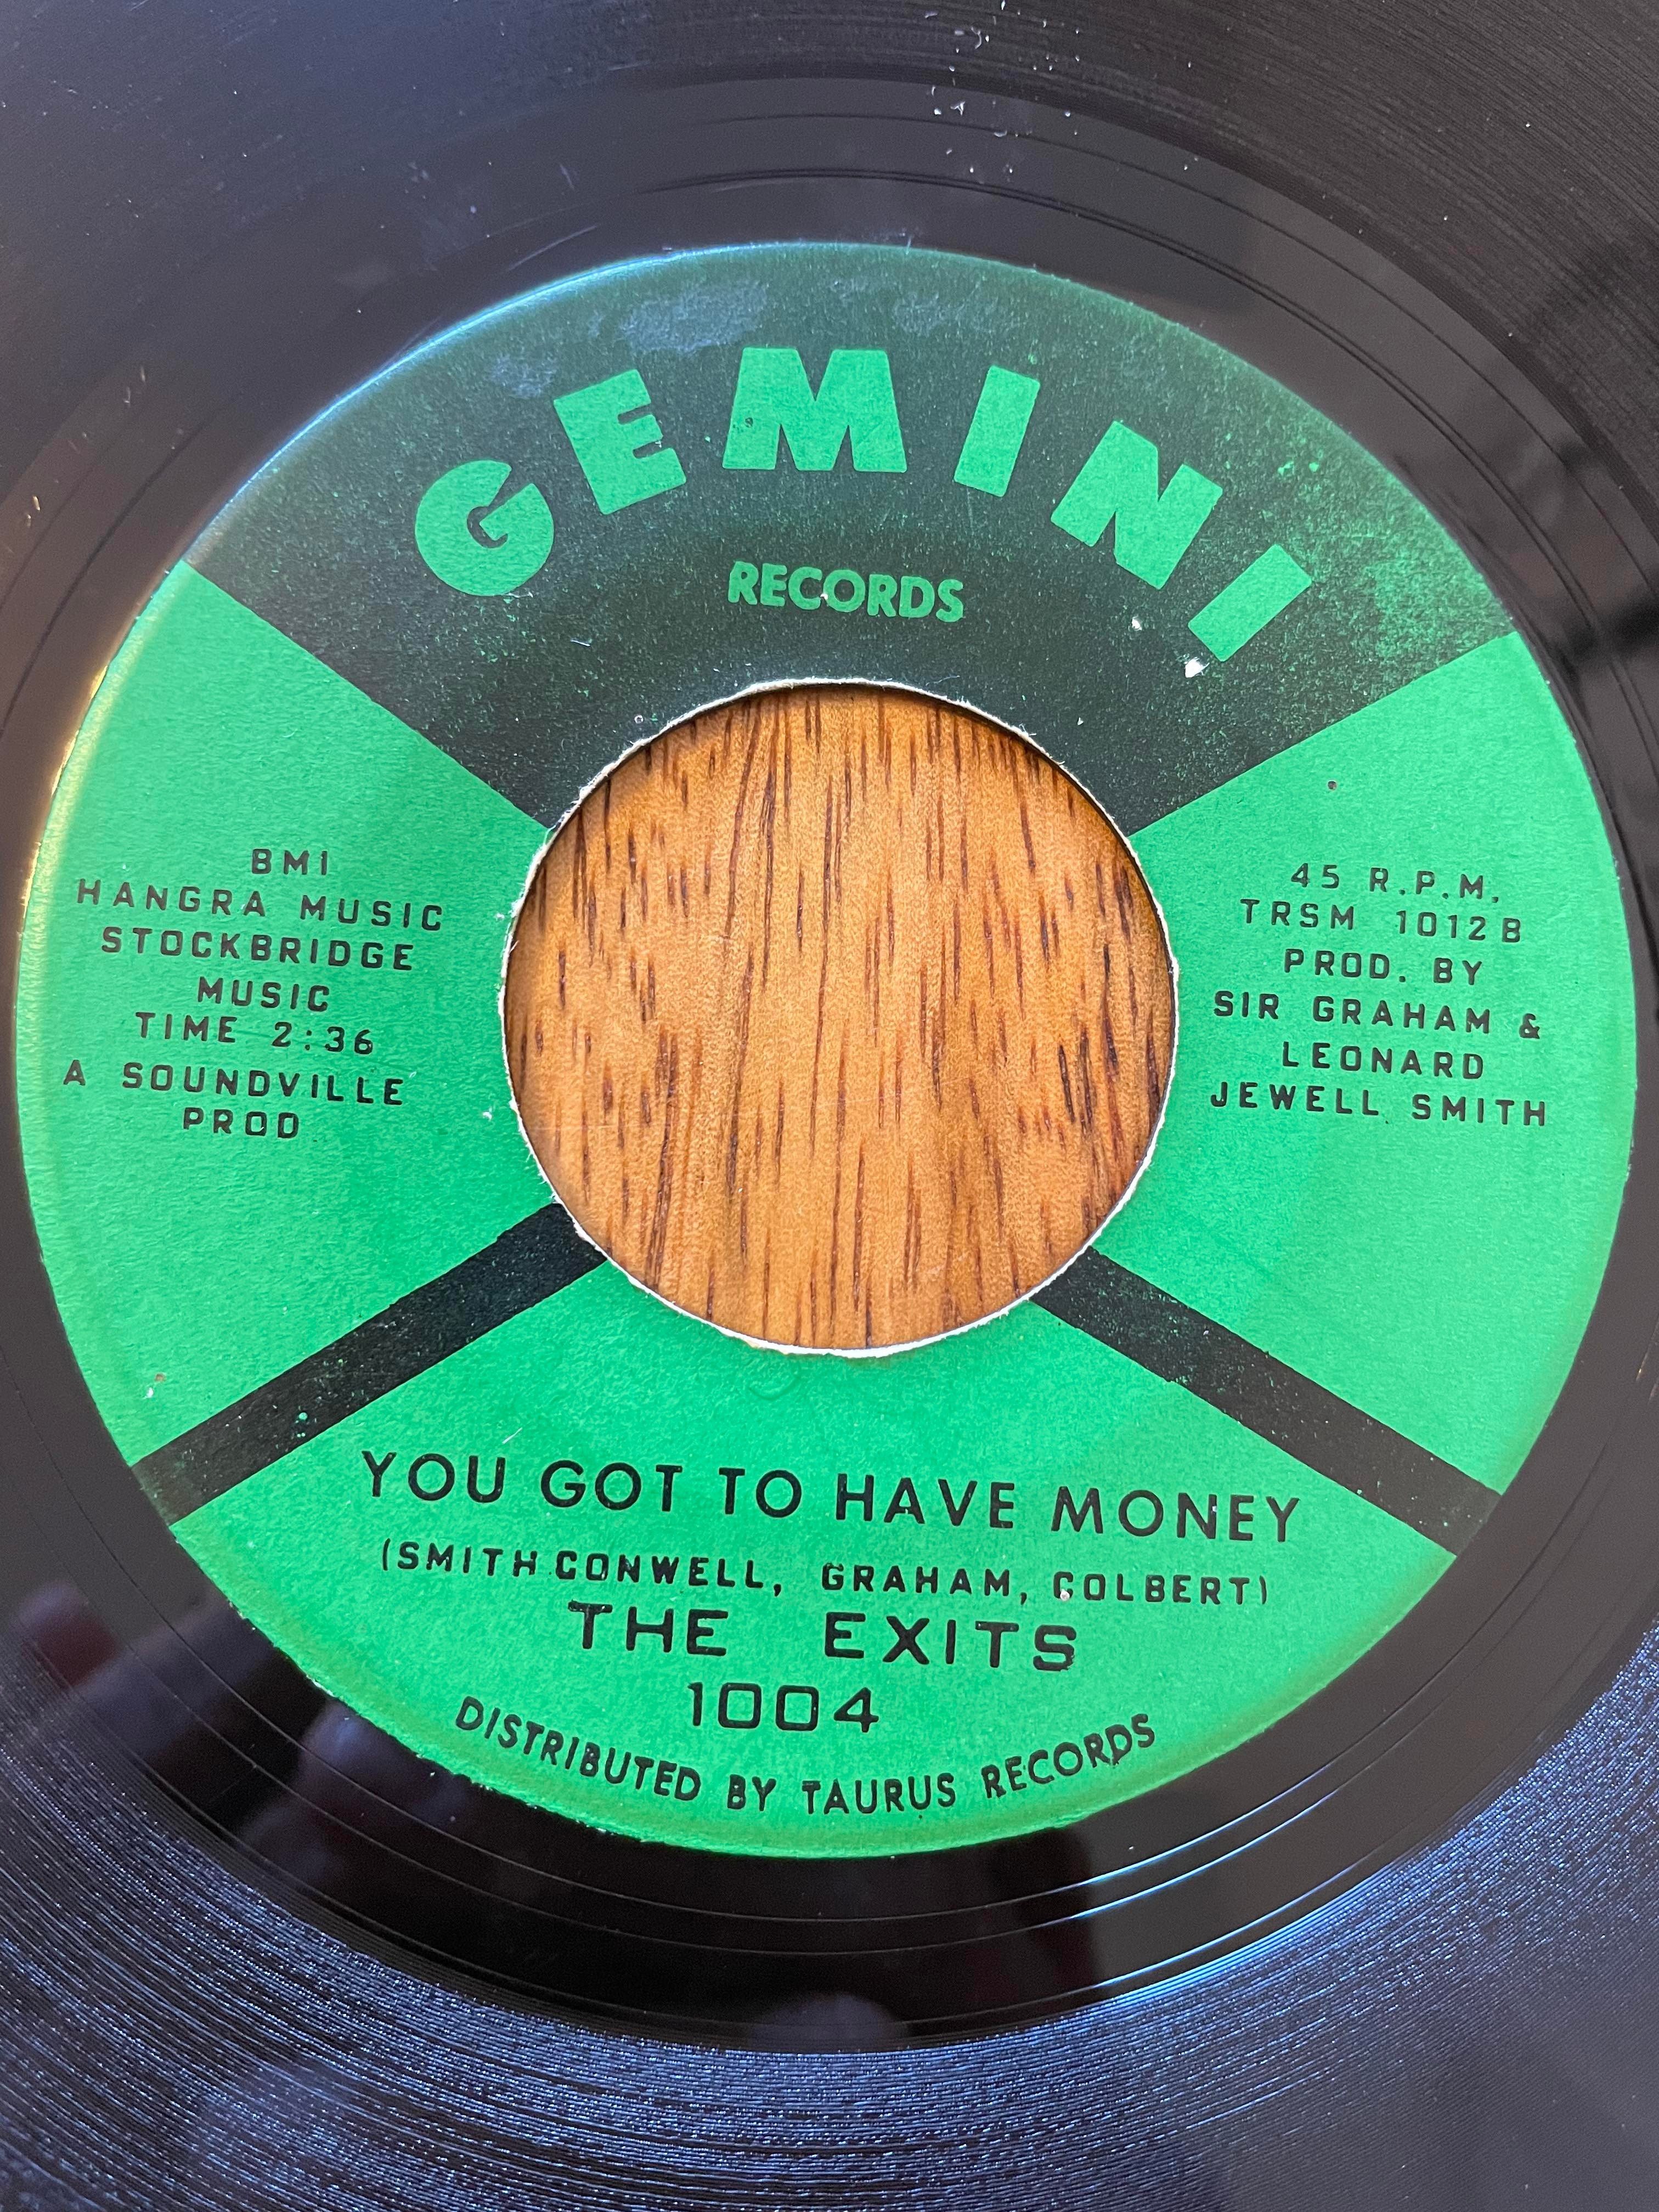 GEMINI
RECORDS
BMI
HANGRA MUSIC
STOCKBRIDGE
MUSIC
TIME 2:36
A SOUNDVILLE
PROD
45 R.P.M.
TRSM 1012B
PROD. BY
SIR GRAHAM &
LEONARD
JEWELL SMITH
YOU GOT TO HAVE MONEY
(SMITH CONWELL, GRAHAM, COLBERT)
THE EXITS
1004
DISTRIBUTED BY TAURUS RECORDS